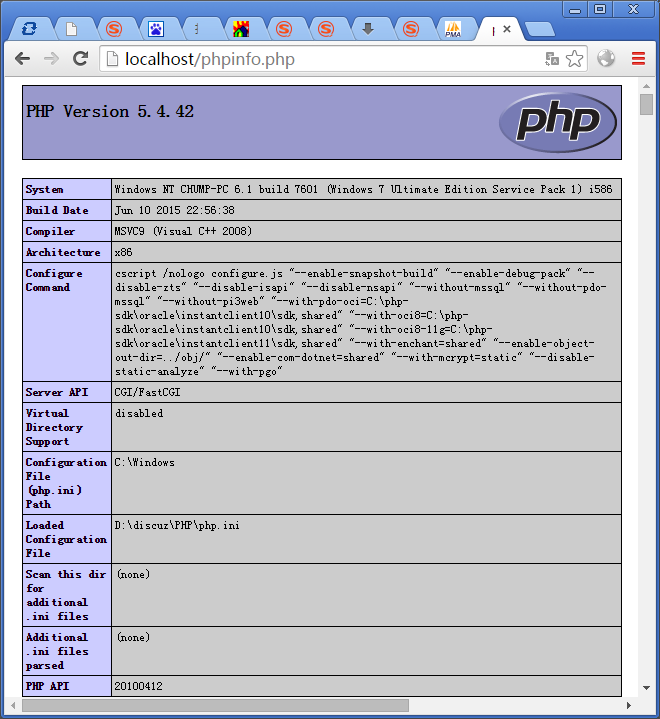 PMA
localhost/phpinfo.php
PHP Version 5.4.42
php
System
Windows NT CHUMP-PC 6.1 build 7601 (Windows 7 Ultimate Edition Service Pack 1) i586
Build Date
Jun 10 2015 22:56:38
Compiler
MSVC9 (Visual C++ 2008)
Architecture
x86
Configure
Command
cscript /nologo configure.js "--enable-snapshot-build" "--enable-debug-pack" "--
disable-zts" "--disable-isapi" "--disable-nsapi" "--without-mssql" "--without-pdo-
mssql" "--without-pi3web" "--with-pdo-oci=C:\php-
sdk\oracle\instantclient10\sdk,shared" "--with-oci8=C:\php-
sdk\oracle\instantclient10\sdk,shared" "--with-oci8-11g=C:\php-
sdk\oracle\instantclient11\sdk,shared" "--with-enchant=shared" "--enable-object-
out-dir=../obj/" "--enable-com-dotnet=shared" "--with-mcrypt=static" "--disable-
static-analyze" "--with-pgo"
Server API
CGI/FastCGI
Virtual
Directory
Support
disabled
Configuration
File
(php.ini)
Path
C:\Windows
Loaded
Configuration
File
D:\discuz\PHP\php.ini
Scan this dir
for
additional
.ini files
(none)
Additional
.ini files
parsed
(none)
PHP API
20100412